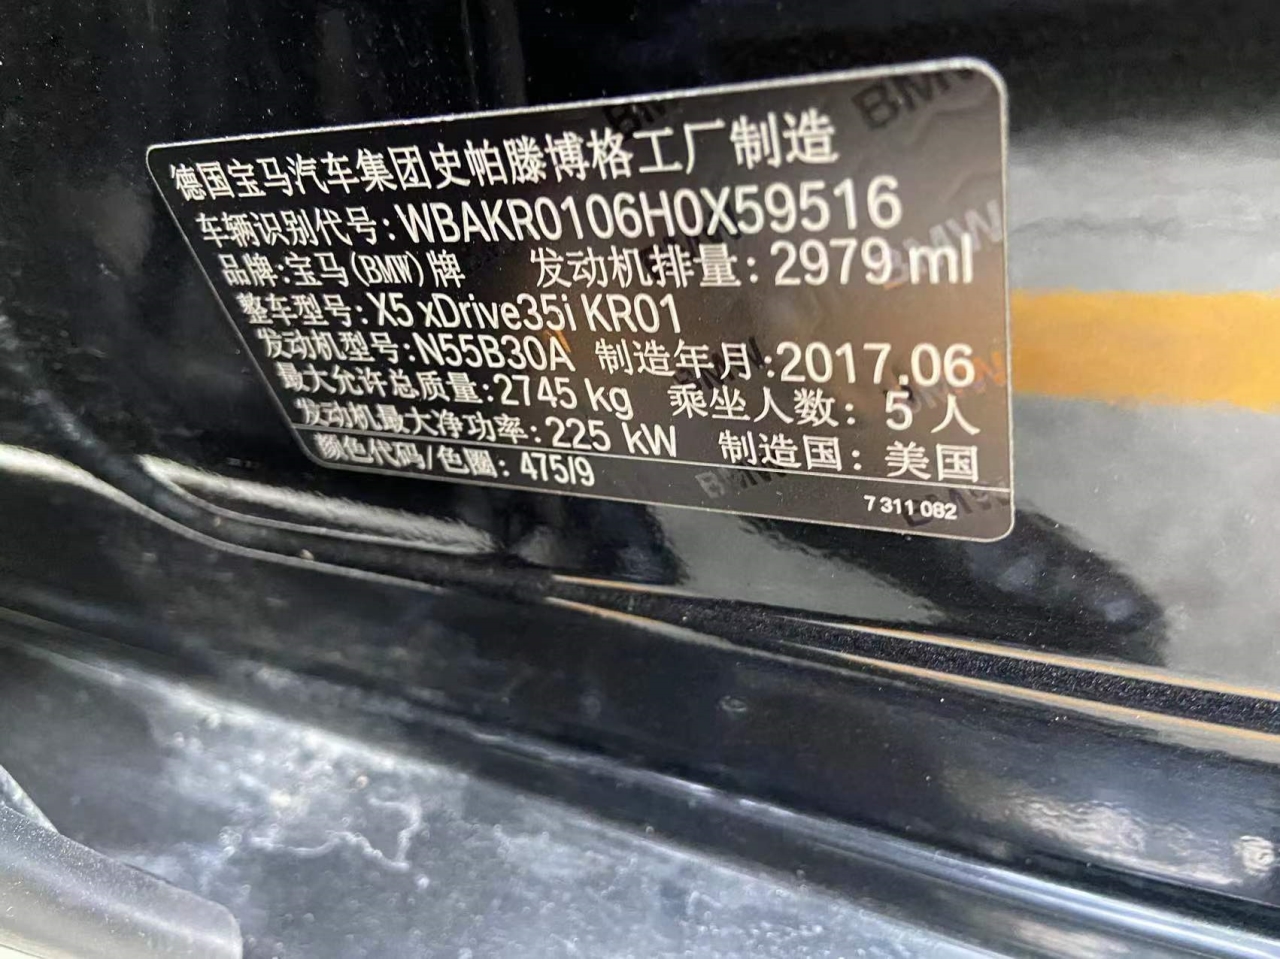 德国宝马汽车集团史帕滕博格工厂制造
车辆识别代号:WBAKR0106H0X59516
品牌:宝马(BMW)牌 发动机排量:2979 ml
整车型号:X5 xDrive35i KR01
发动机型号:N55B30A 制造年月:2017.06
最大允许总质量:2745 kg 乘坐人数: 5 人
发动机最大净功率:225 kW 制造国: 美国
颜色代码/色圈: 475/9
7 311 082